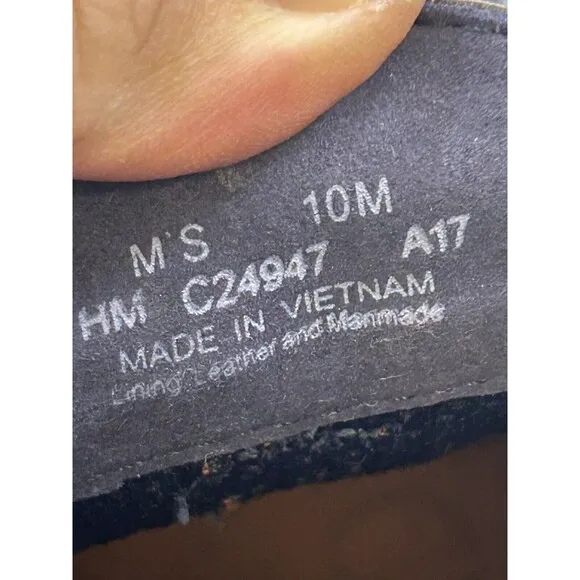 M'S 10M
HM C24947 A17
MADE IN VIETNAM
Lining Leather and Manmade